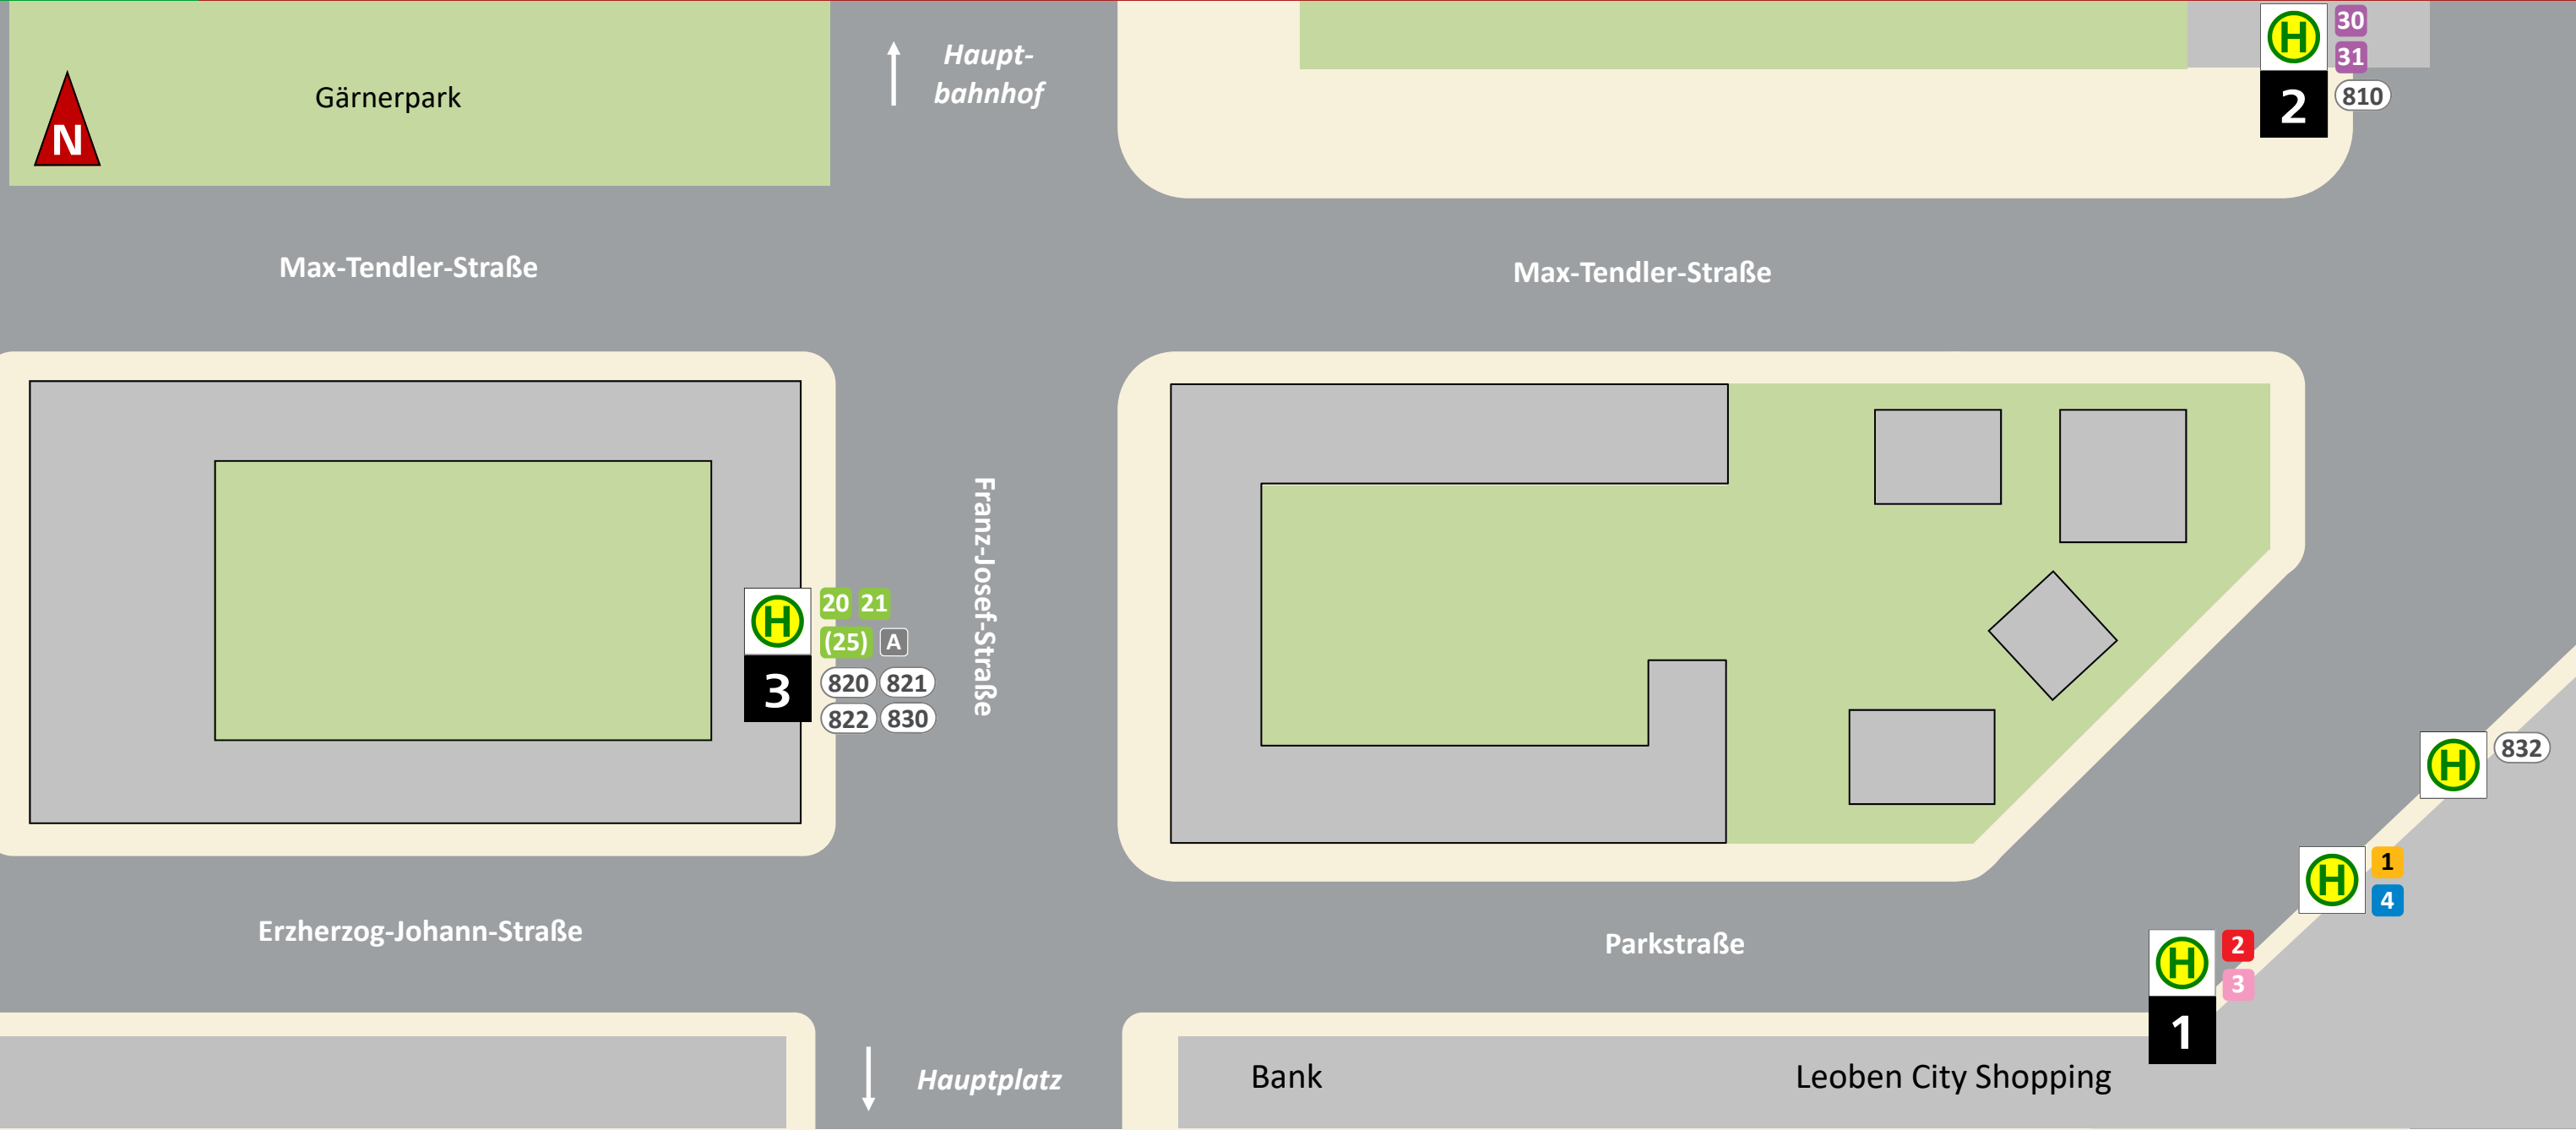 Haupt-
bahnhof
H
30
31
2
810
Gärnerpark
N
Max-Tendler-Straße
Max-Tendler-Straße
Franz-Josef-Straße
H
20 21
(25) A
3
820 821
822 830
H
832
H
1
4
Erzherzog-Johann-Straße
Parkstraße
H
2
3
1
Hauptplatz
Bank
Leoben City Shopping